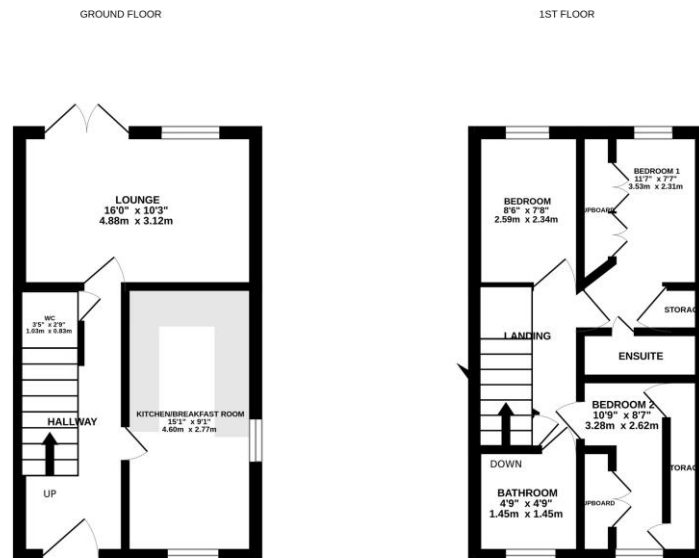 GROUND FLOOR
1ST FLOOR
LOUNGE
16'0" x 10'3"
4.88m x 3.12m
WC
3'5" x 2'9"
1.03m x 0.83m
HALLWAY
KITCHEN/BREAKFAST ROOM
15'1" x 9'1"
4.60m x 2.77m
UP
BEDROOM
8'6" x 7'8"
2.59m x 2.34m
BEDROOM 1
11'7" x 7'7"
3.53m x 2.31m
UPBOARD
STORAG
LANDING
ENSUITE
BEDROOM 2
10'9" x 8'7"
3.28m x 2.62m
TORAG
UPBOARD
DOWN
BATHROOM
4'9" x 4'9"
1.45m x 1.45m